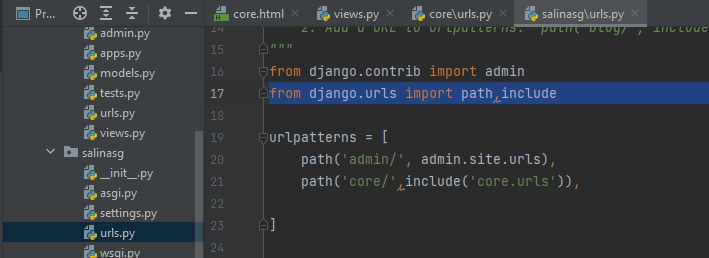 Pr...
core.html
views.py
core\urls.py
salinasg\urls.py
admin.py
apps.py
models.py
tests.py
urls.py
views.py
salinasg
__init__.py
asgi.py
settings.py
urls.py
wsgi.py
14 2. Add a URL to urlpatterns: path('blog/', include
15 """
16 from django.contrib import admin
17 from django.urls import path,include
18
19 urlpatterns = [
20 path('admin/', admin.site.urls),
21 path('core/',include('core.urls')),
22
23 ]
24